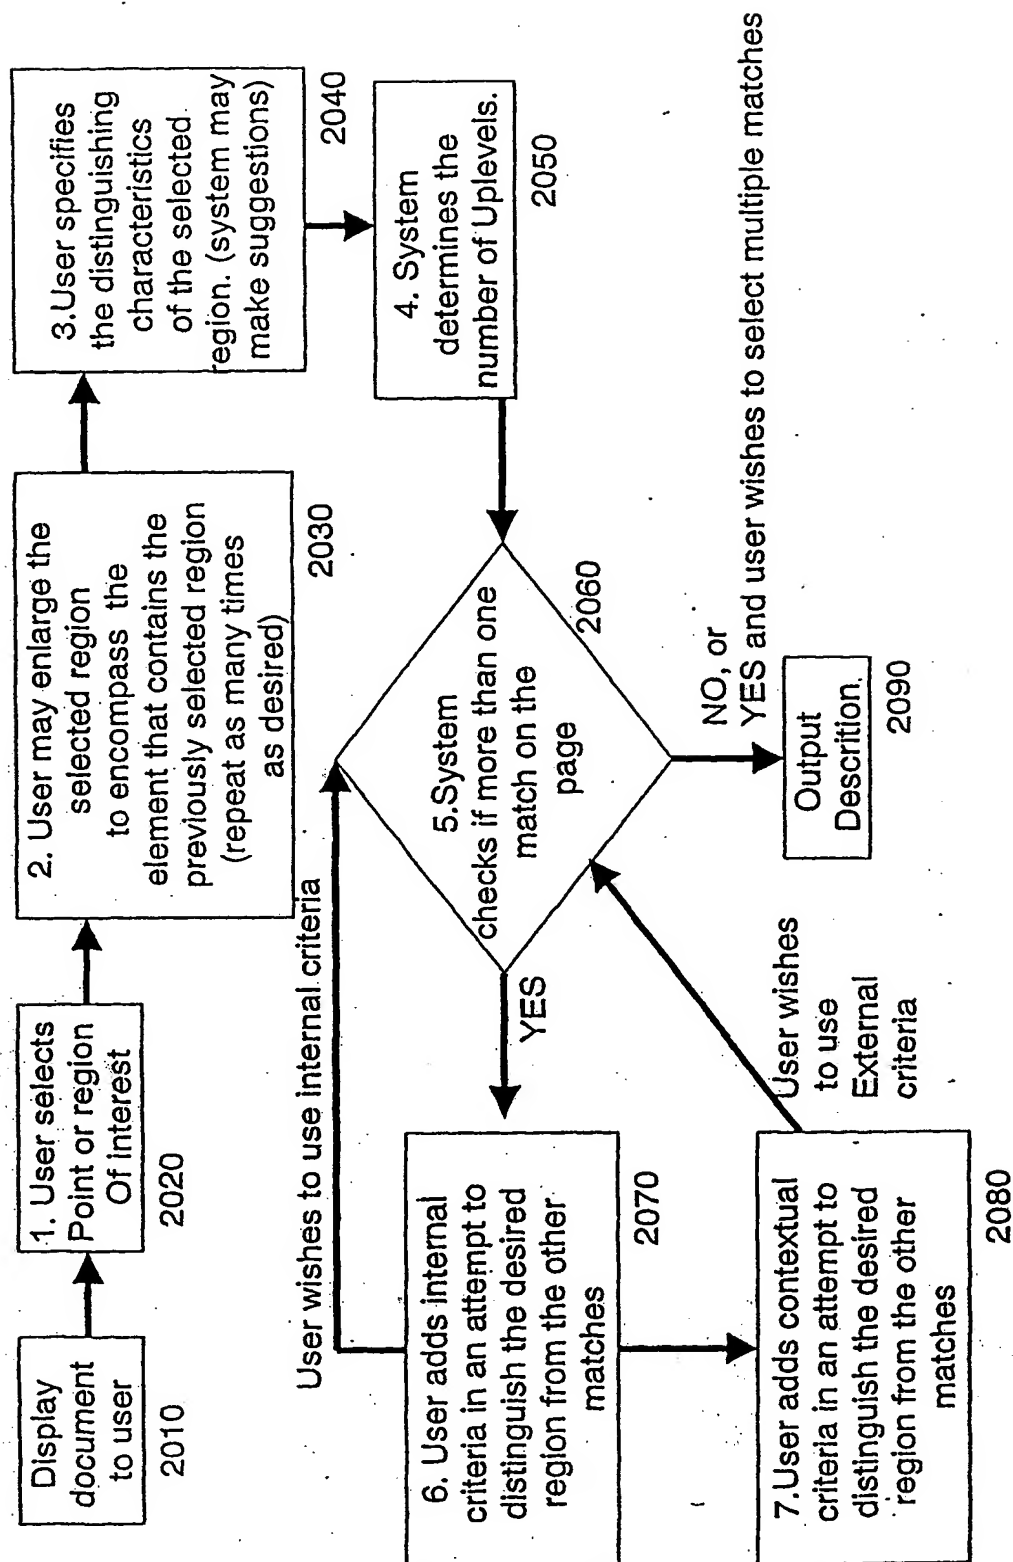 Display
document
to user
2010
1. User selects
Point or region
Of interest
2020
2. User may enlarge the
selected region
to encompass the
element that contains the
previously selected region
(repeat as many times
as desired)
2030
3.User specifies
the distinguishing
characteristics
of the selected
region. (system may
make suggestions)
2040
4. System
determines the
number of Uplevels.
2050
User wishes to use internal criteria
5.System
checks if more than one
match on the
page
2060
YES
NO, or
YES and user wishes to select multiple matches
6. User adds internal
criteria in an attempt to
distinguish the desired
region from the other
matches
2070
User wishes
to use
External
criteria
Output
Descrition.
2090
7.User adds contextual
criteria in an attempt to
distinguish the desired
region from the other
matches
2080